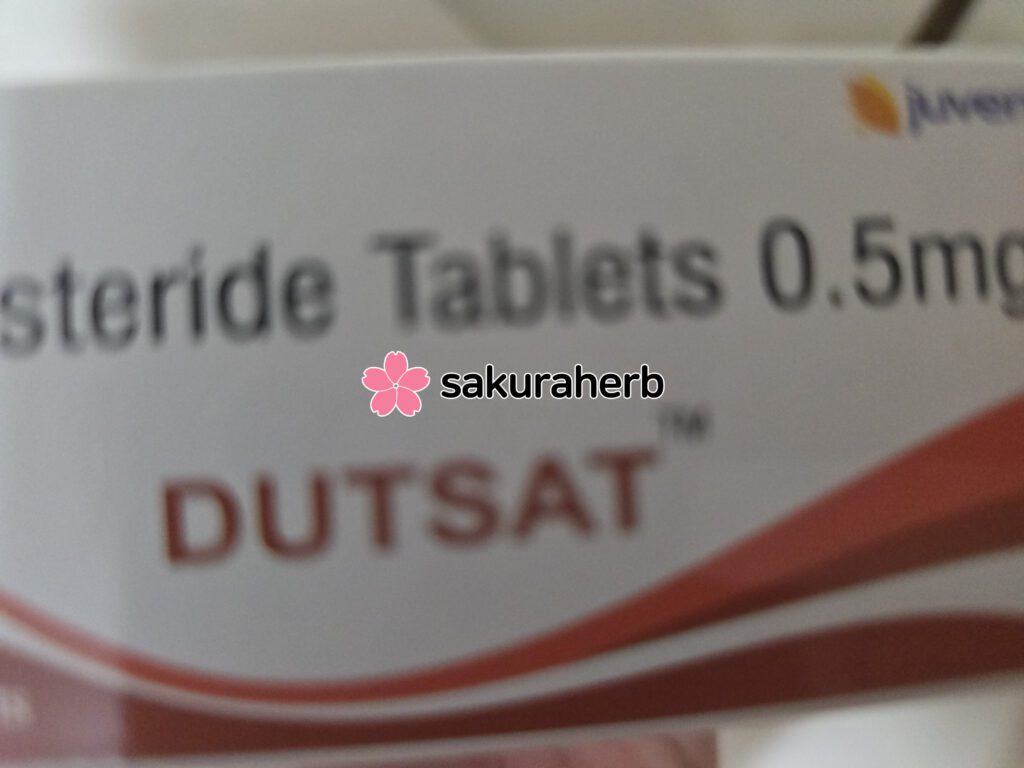 juven
steride Tablets 0.5mg
sakuraherb
DUTSAT™